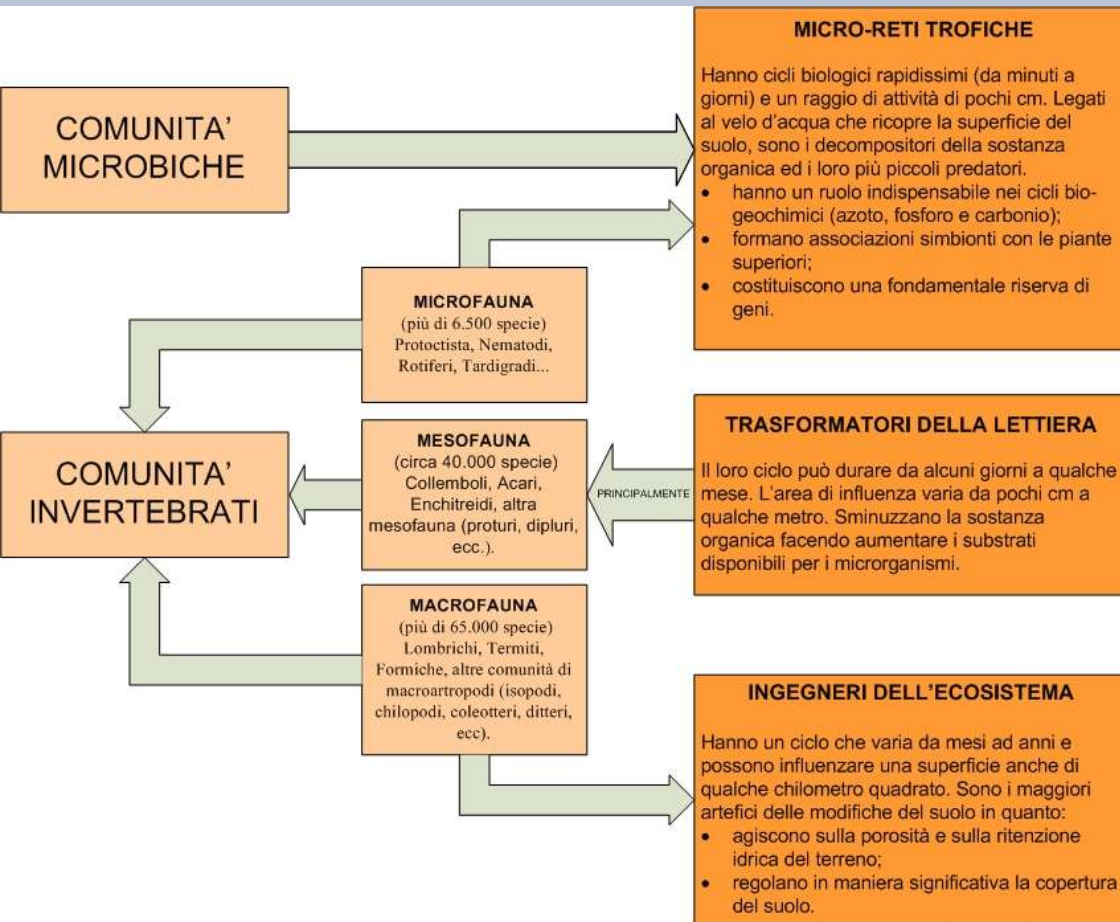 COMUNITA'
MICROBICHE
MICRO-RETI TROFICHE
Hanno cicli biologici rapidissimi (da minuti a
giorni) e un raggio di attività di pochi cm. Legati
al velo d'acqua che ricopre la superficie del
suolo, sono i decompositori della sostanza
organica ed i loro più piccoli predatori.
• hanno un ruolo indispensabile nei cicli bio-
geochimici (azoto, fosforo e carbonio);
• formano associazioni simbionti con le piante
superiori;
• costituiscono una fondamentale riserva di
geni.
MICROFAUNA
(più di 6.500 specie)
Protoctista, Nematodi,
Rotiferi, Tardigradi...
COMUNITA'
INVERTEBRATI
MESOFAUNA
(circa 40.000 specie)
Collemboli, Acari,
Enchitreidi, altra
mesofauna (proturi, dipluri,
ecc.).
PRINCIPALMENTE
TRASFORMATORI DELLA LETTIERA
Il loro ciclo può durare da alcuni giorni a qualche
mese. L'area di influenza varia da pochi cm a
qualche metro. Sminuzzano la sostanza
organica facendo aumentare i substrati
disponibili per i microrganismi.
MACROFAUNA
(più di 65.000 specie)
Lombrichi, Termiti,
Formiche, altre comunità di
macroartropodi (isopodi,
chilopodi, coleotteri, ditteri,
ecc).
INGEGNERI DELL'ECOSISTEMA
Hanno un ciclo che varia da mesi ad anni e
possono influenzare una superficie anche di
qualche chilometro quadrato. Sono i maggiori
artefici delle modifiche del suolo in quanto:
• agiscono sulla porosità e sulla ritenzione
idrica del terreno;
• regolano in maniera significativa la copertura
del suolo.